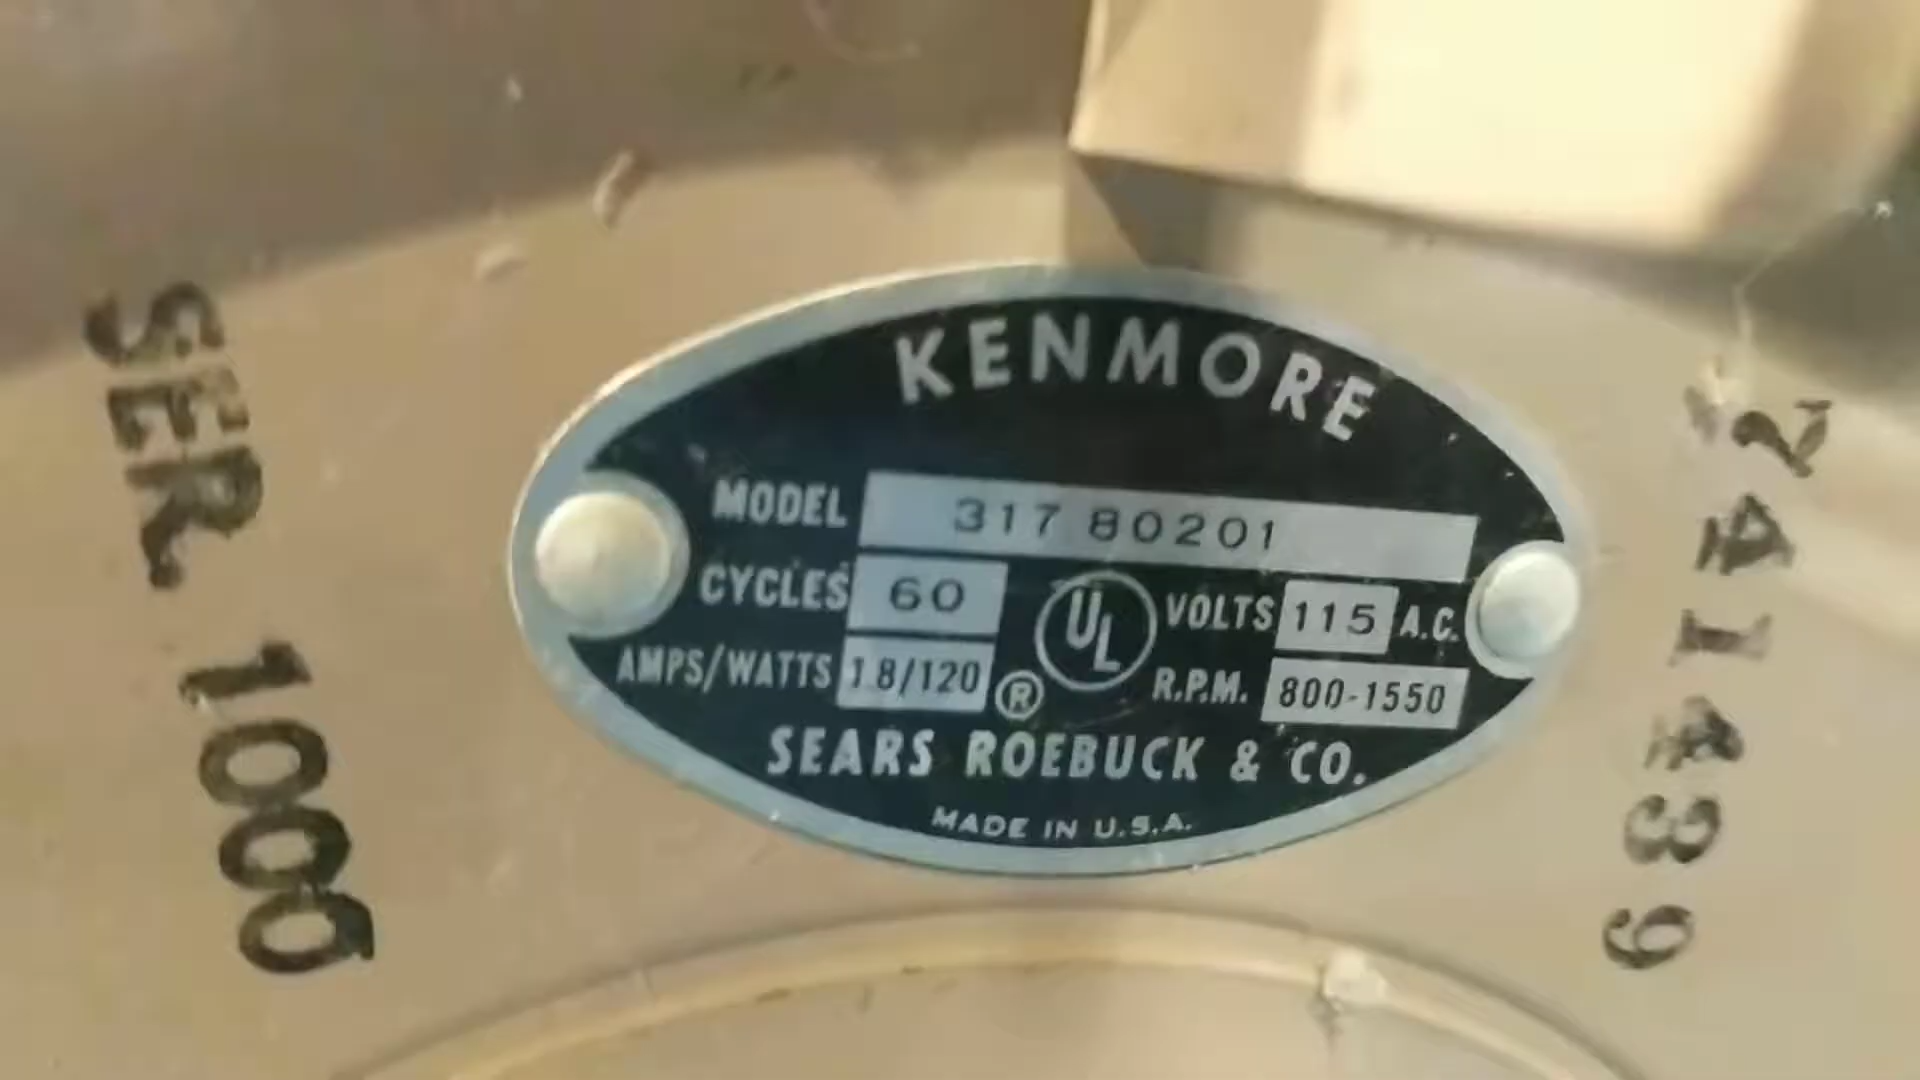 KENMORE
MODEL 317 80201
CYCLES 60
VOLTS 115 A.C.
AMPS/WATTS 1.8/120
R.P.M. 800-1550
UL
®
SEARS ROEBUCK & CO.
MADE IN U.S.A.
SER. 1000